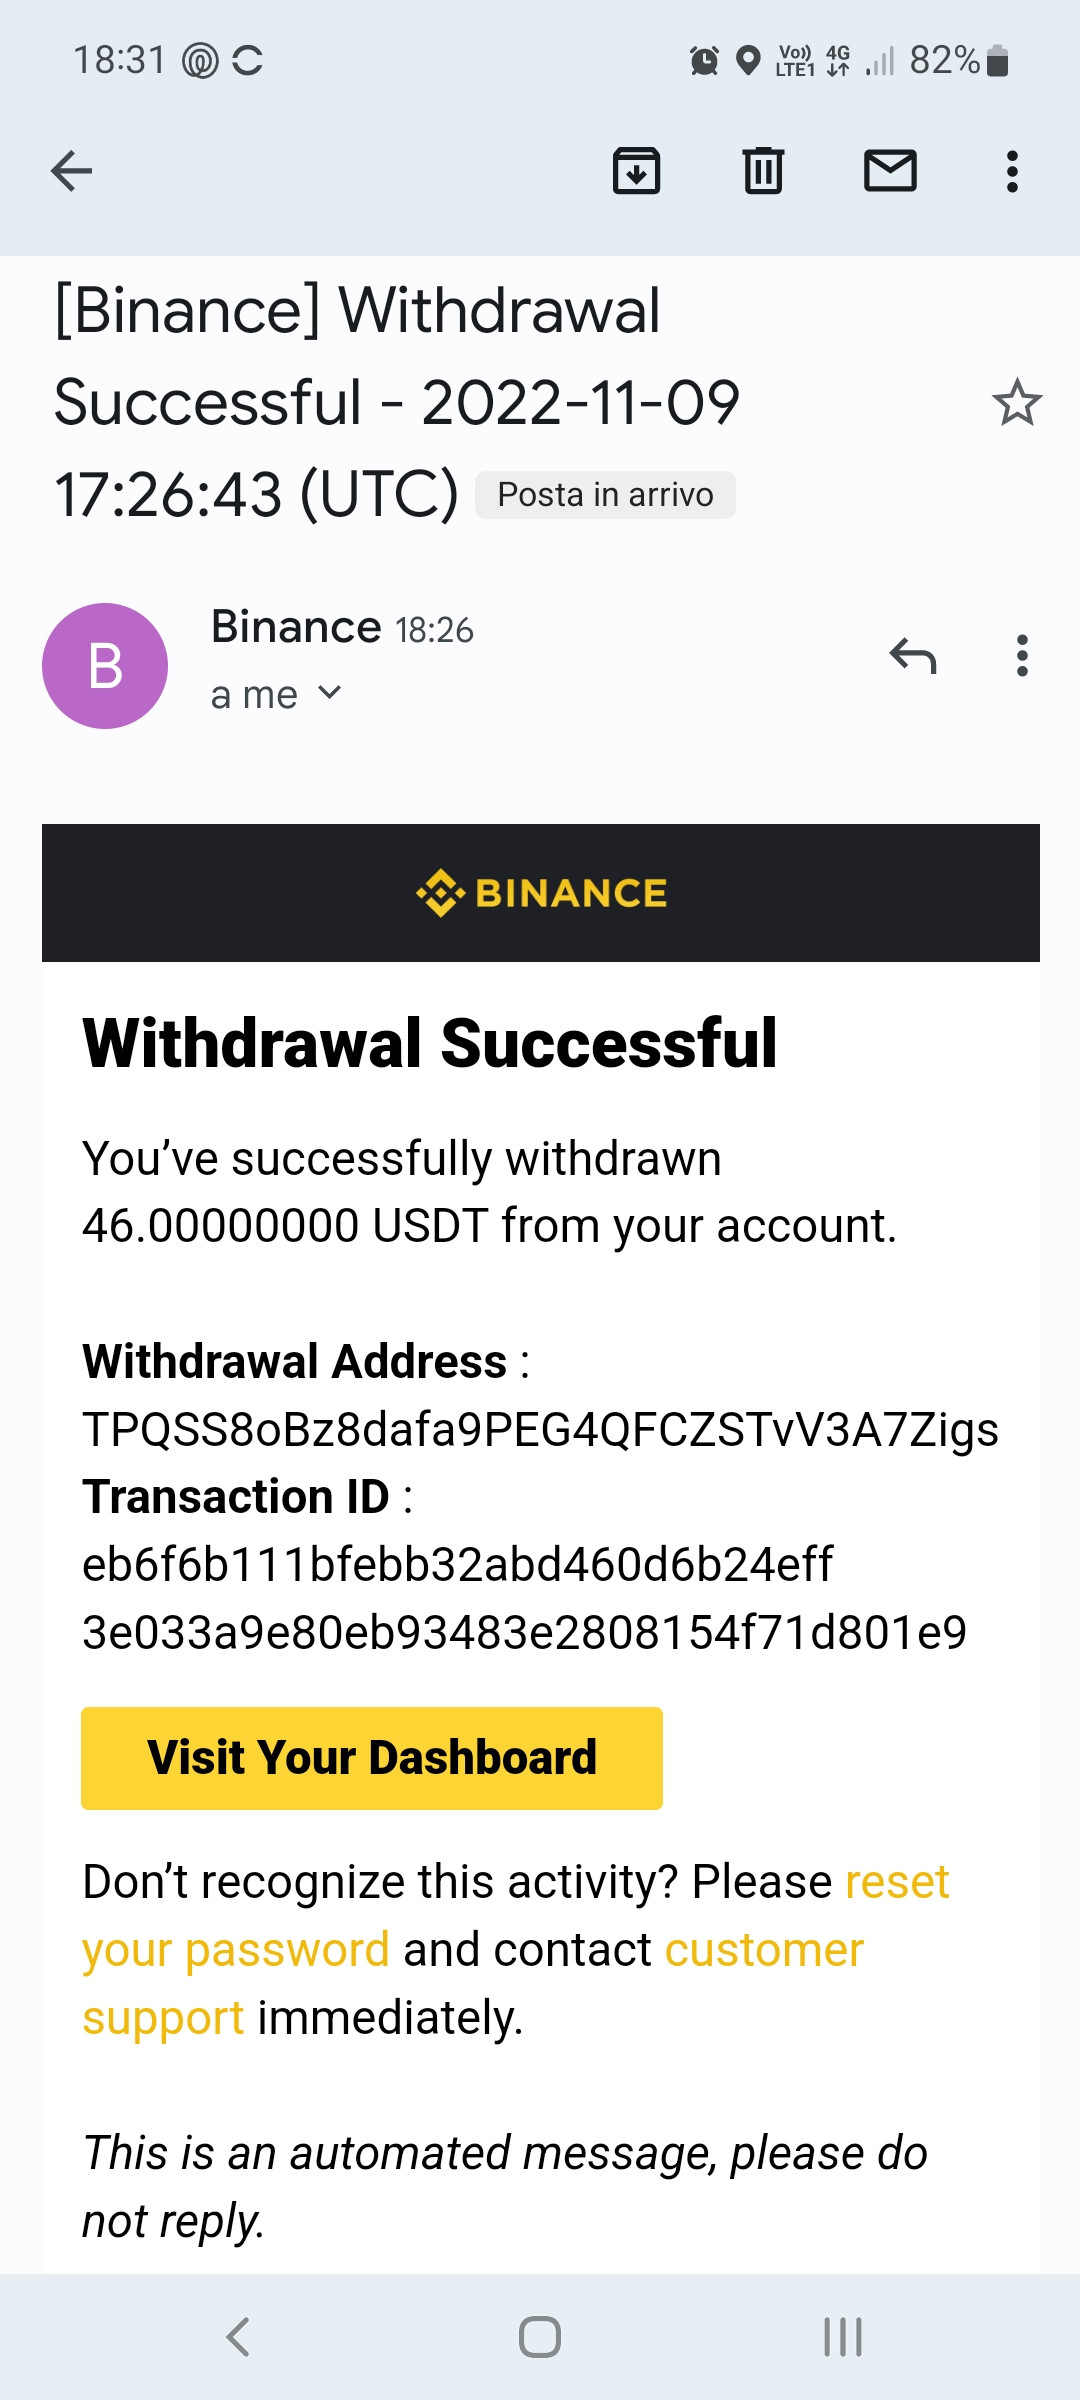 18:31 Vo)) LTE1 4G 82%
[Binance] Withdrawal
Successful - 2022-11-09
17:26:43 (UTC) Posta in arrivo
B
Binance 18:26
a me
BINANCE
Withdrawal Successful
You’ve successfully withdrawn
46.00000000 USDT from your account.
Withdrawal Address :
TPQSS8oBz8dafa9PEG4QFCZSTvV3A7Zigs
Transaction ID :
eb6f6b111bfebb32abd460d6b24eff
3e033a9e80eb93483e2808154f71d801e9
Visit Your Dashboard
Don’t recognize this activity? Please reset
your password and contact customer
support immediately.
This is an automated message, please do
not reply.